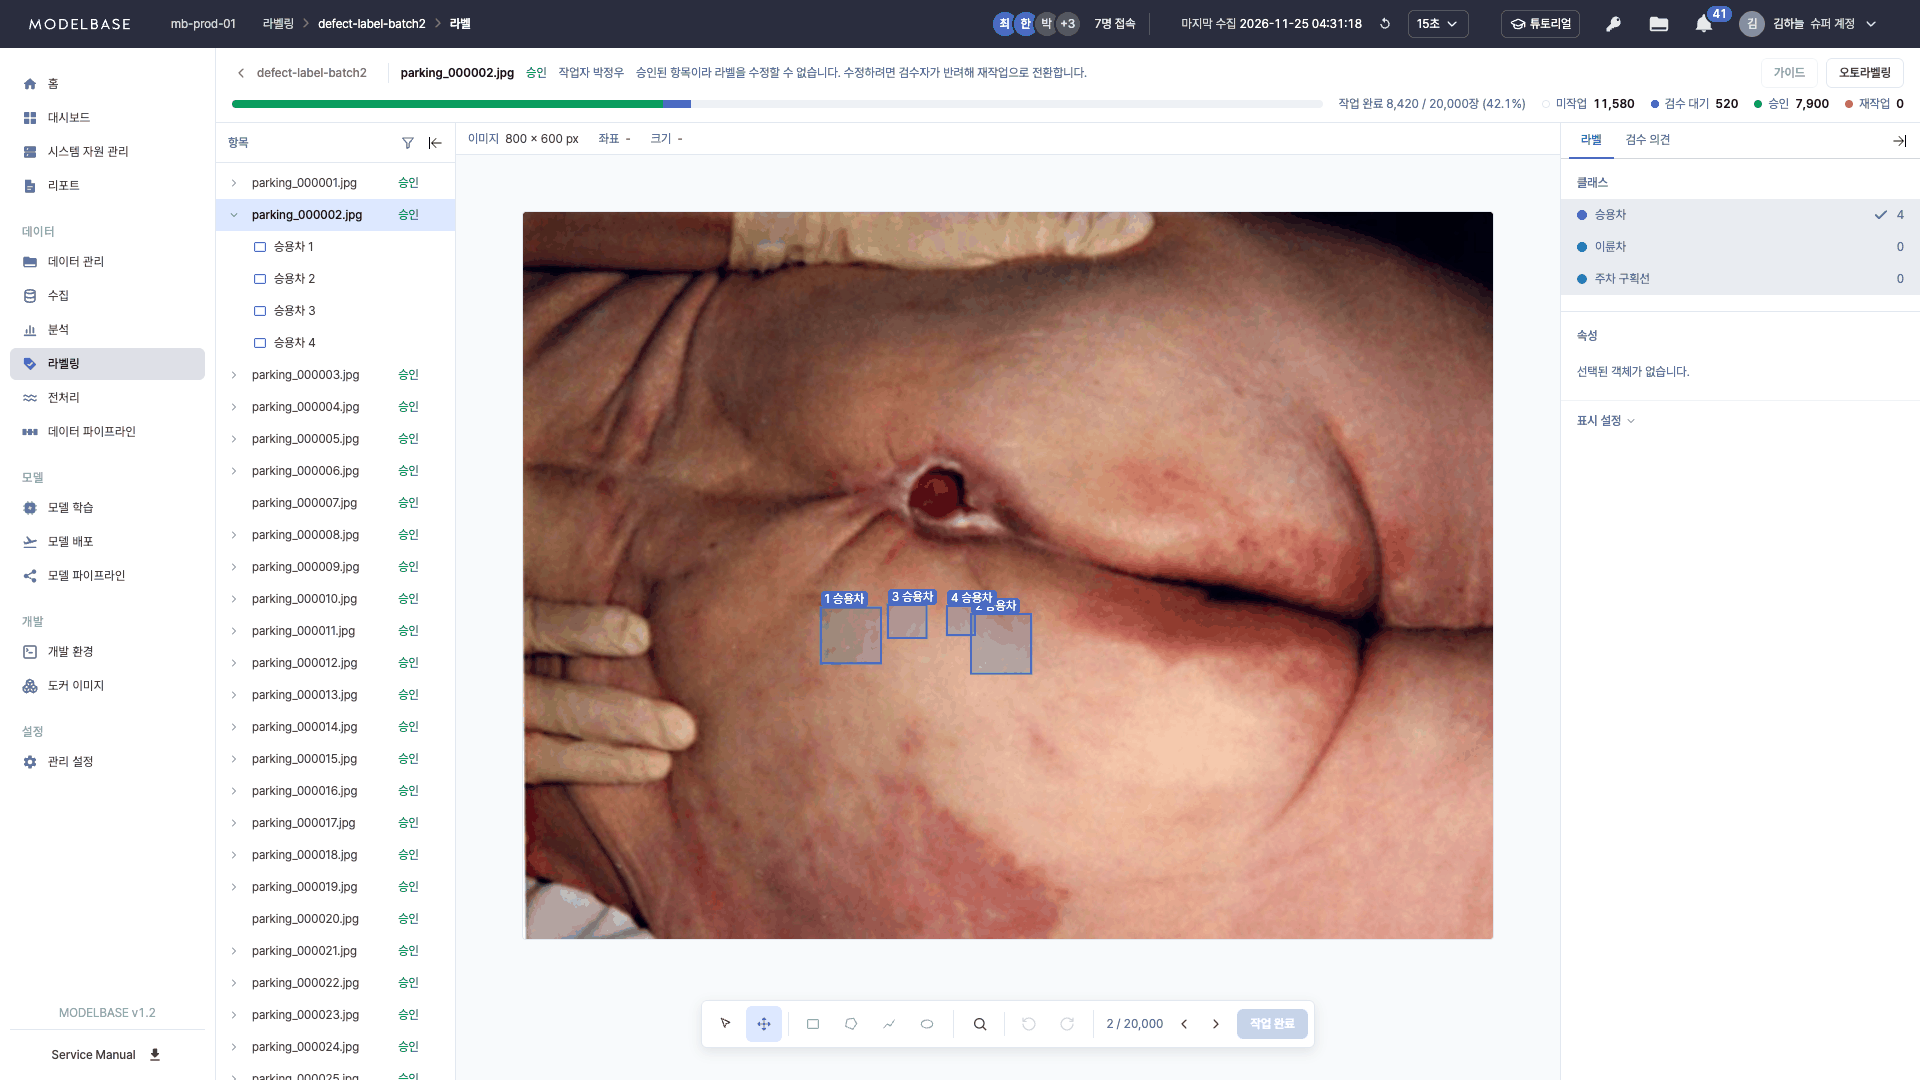 MODELBASE
mb-prod-01
라벨링 > defect-label-batch2 > 라벨
최 한 박 +3 7명 접속
마지막 수집 2026-11-25 04:31:18
15초
튜토리얼
41
김 김하늘 슈퍼 계정
홈
대시보드
시스템 자원 관리
리포트
데이터
데이터 관리
수집
분석
라벨링
전처리
데이터 파이프라인
모델
모델 학습
모델 배포
모델 파이프라인
개발
개발 환경
도커 이미지
설정
관리 설정
MODELBASE v1.2
Service Manual
defect-label-batch2
parking_000002.jpg 승인 작업자 박정우 승인된 항목이라 라벨을 수정할 수 없습니다. 수정하려면 검수자가 반려해 재작업으로 전환합니다.
가이드
오토라벨링
작업 완료 8,420 / 20,000장 (42.1%) 미작업 11,580 검수 대기 520 승인 7,900 재작업 0
항목
parking_000001.jpg 승인
parking_000002.jpg 승인
승용차 1
승용차 2
승용차 3
승용차 4
parking_000003.jpg 승인
parking_000004.jpg 승인
parking_000005.jpg 승인
parking_000006.jpg 승인
parking_000007.jpg 승인
parking_000008.jpg 승인
parking_000009.jpg 승인
parking_000010.jpg 승인
parking_000011.jpg 승인
parking_000012.jpg 승인
parking_000013.jpg 승인
parking_000014.jpg 승인
parking_000015.jpg 승인
parking_000016.jpg 승인
parking_000017.jpg 승인
parking_000018.jpg 승인
parking_000019.jpg 승인
parking_000020.jpg 승인
parking_000021.jpg 승인
parking_000022.jpg 승인
parking_000023.jpg 승인
parking_000024.jpg 승인
parking_000025.jpg 승인
이미지 800 × 600 px 좌표 - 크기 -
1 승용차
3 승용차
4 승용차
2 승용차
2 / 20,000
작업 완료
라벨
검수 의견
클래스
승용차 4
이륜차 0
주차 구획선 0
속성
선택된 객체가 없습니다.
표시 설정